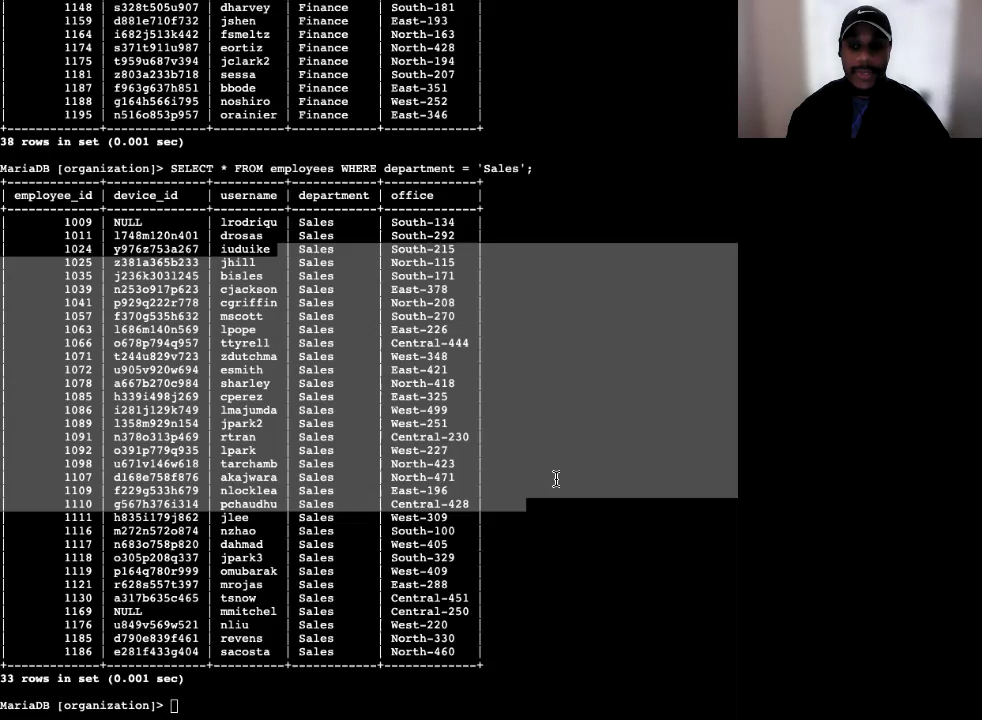 | 1148 | s328t505u907 | dharvey | Finance | South-181 |
| 1159 | d881e710f732 | jshen | Finance | East-193 |
| 1164 | i682j513k442 | fsmeltz | Finance | North-163 |
| 1174 | s371t911u987 | eortiz | Finance | North-428 |
| 1175 | t959u687v394 | jclark2 | Finance | North-194 |
| 1181 | z803a233b718 | sessa | Finance | South-207 |
| 1187 | f963g637h851 | bbode | Finance | East-351 |
| 1188 | g164h566i795 | noshiro | Finance | West-252 |
| 1195 | n516o853p957 | orainier | Finance | East-346 |
+-------------+--------------+----------+------------+-------------+
38 rows in set (0.001 sec)
MariaDB [organization]> SELECT * FROM employees WHERE department = 'Sales';
+-------------+--------------+----------+------------+-------------+
| employee_id | device_id | username | department | office |
+-------------+--------------+----------+------------+-------------+
| 1009 | NULL | lrodriqu | Sales | South-134 |
| 1011 | l748m120n401 | drosas | Sales | South-292 |
| 1024 | y976z753a267 | iuduike | Sales | South-215 |
| 1025 | z381a365b233 | jhill | Sales | North-115 |
| 1035 | j236k3031245 | bisles | Sales | South-171 |
| 1039 | n253o917p623 | cjackson | Sales | East-378 |
| 1041 | p929q222r778 | cgriffin | Sales | North-208 |
| 1057 | f370g535h632 | mscott | Sales | South-270 |
| 1063 | l686m140n569 | lpope | Sales | East-226 |
| 1066 | o678p794q957 | ttyrell | Sales | Central-444 |
| 1071 | t244u829v723 | zdutchma | Sales | West-348 |
| 1072 | u905v920w694 | esmith | Sales | East-421 |
| 1078 | a667b270c984 | sharley | Sales | North-418 |
| 1085 | h339i498j269 | cperez | Sales | East-325 |
| 1086 | i281j129k749 | lmajumda | Sales | West-499 |
| 1089 | l358m929n154 | jpark2 | Sales | West-251 |
| 1091 | n378o313p469 | rtran | Sales | Central-230 |
| 1092 | o391p779q935 | lpark | Sales | West-227 |
| 1098 | u671v146w618 | tarchamb | Sales | North-423 |
| 1107 | d168e758f876 | akajwara | Sales | North-471 |
| 1109 | f229g533h679 | nlocklea | Sales | East-196 |
| 1110 | g567h376i314 | pchaudhu | Sales | Central-428 |
| 1111 | h835i179j862 | jlee | Sales | West-309 |
| 1116 | m272n572o874 | nzhao | Sales | South-100 |
| 1117 | n683o758p820 | dahmad | Sales | West-405 |
| 1118 | o305p208q337 | jpark3 | Sales | South-329 |
| 1119 | p164q780r999 | omubarak | Sales | West-409 |
| 1121 | r628s557t397 | mrojas | Sales | East-288 |
| 1130 | a317b635c465 | tsnow | Sales | Central-451 |
| 1169 | NULL | mmitchel | Sales | Central-250 |
| 1176 | u849v569w521 | nliu | Sales | West-220 |
| 1185 | d790e839f461 | revens | Sales | North-330 |
| 1186 | e281f433g404 | sacosta | Sales | North-460 |
+-------------+--------------+----------+------------+-------------+
33 rows in set (0.001 sec)
MariaDB [organization]>